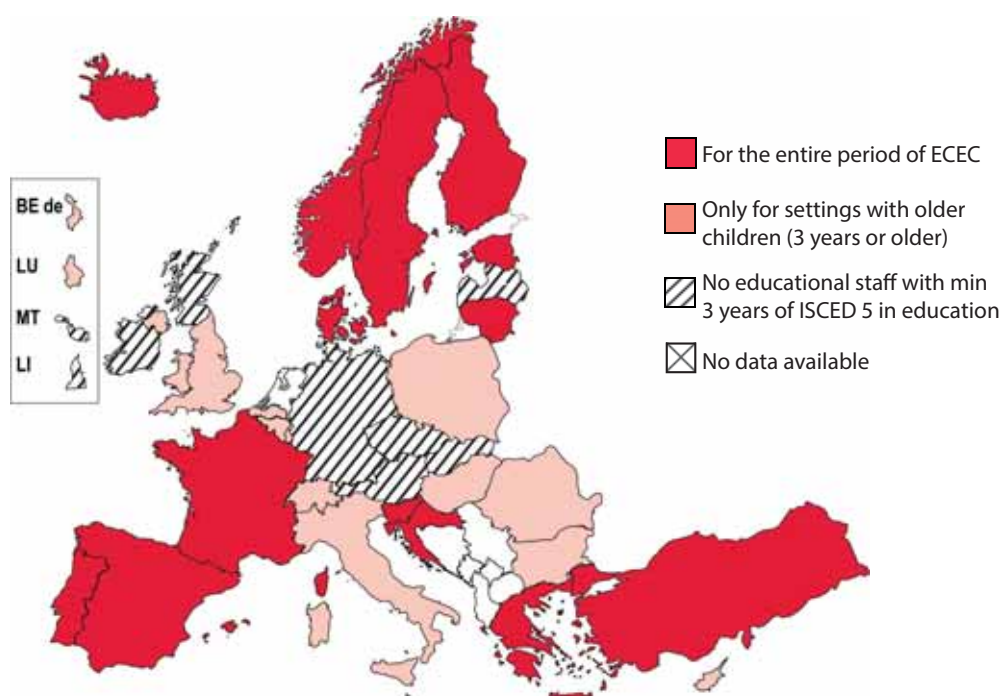 BE de
LU
MT
LI
For the entire period of ECEC
Only for settings with older
children (3 years or older)
No educational staff with min
3 years of ISCED 5 in education
No data available